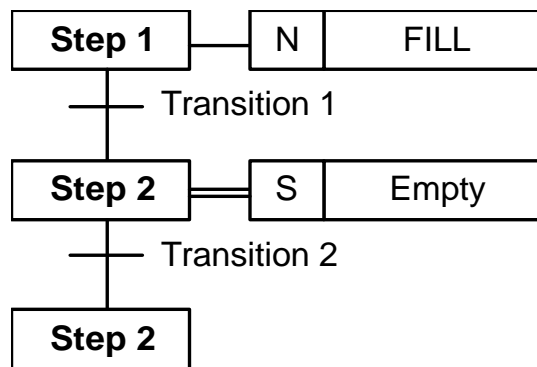 Step 1 N FILL
Transition 1
Step 2 S Empty
Transition 2
Step 2